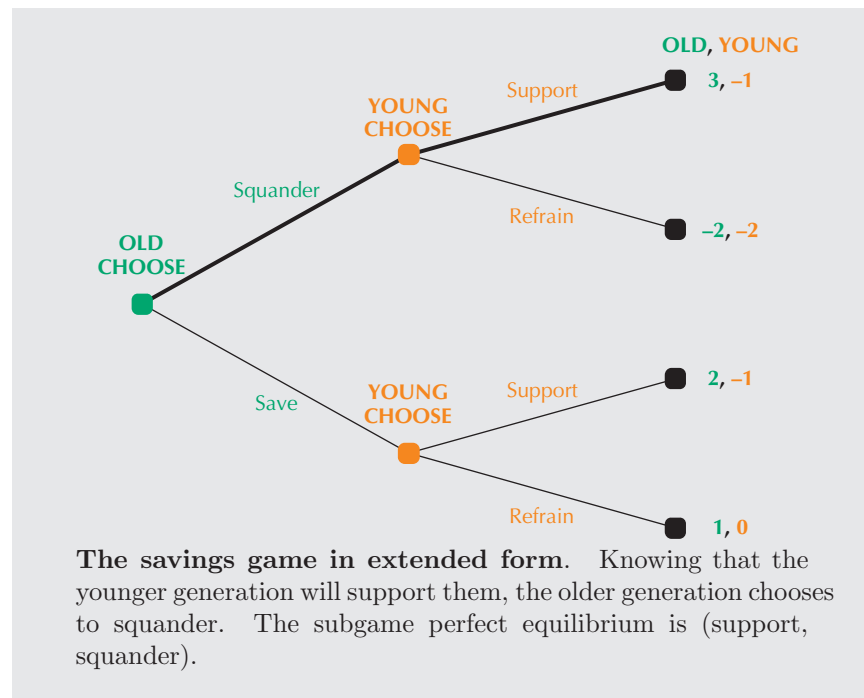 OLD, YOUNG
3, –1
Support
YOUNG
CHOOSE
Squander
Refrain
–2, –2
OLD
CHOOSE
2, –1
Support
YOUNG
CHOOSE
Save
Refrain
1, 0
The savings game in extended form. Knowing that the
younger generation will support them, the older generation chooses
to squander. The subgame perfect equilibrium is (support,
squander).